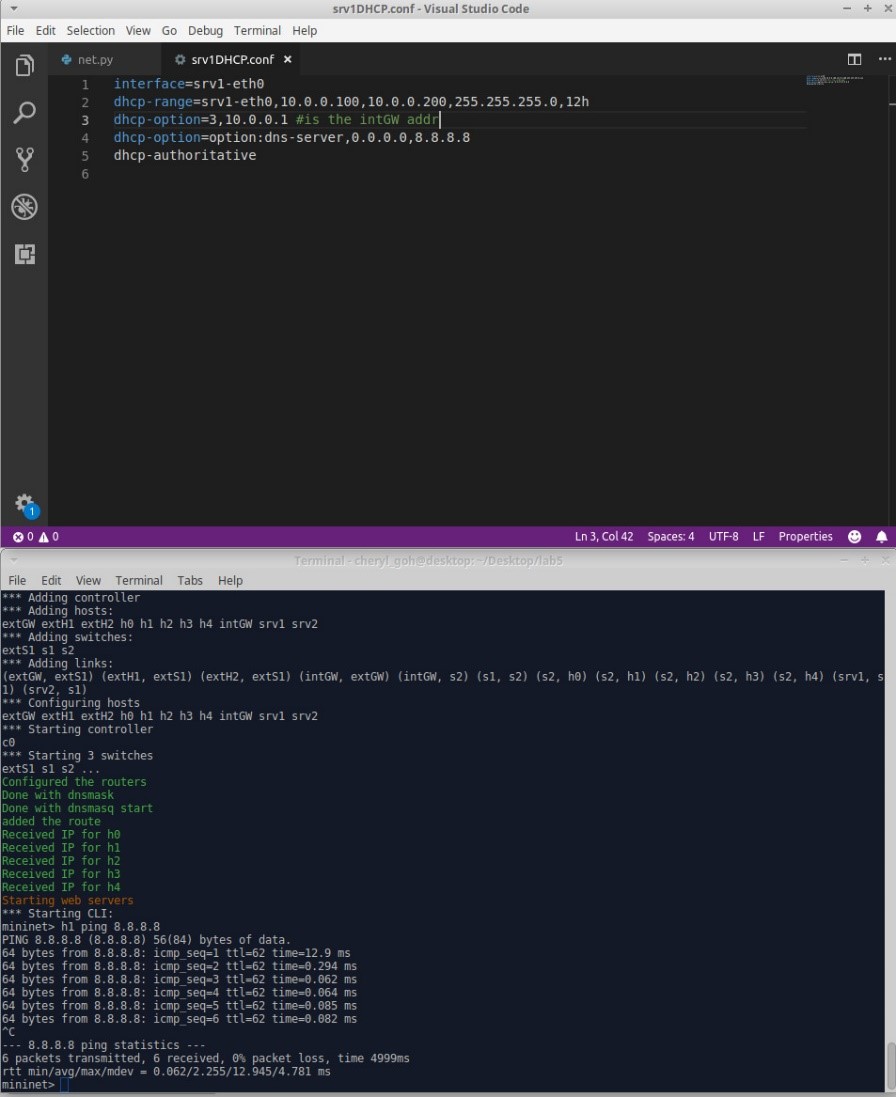 srv1DHCP.conf - Visual Studio Code
File Edit Selection View Go Debug Terminal Help
net.py srv1DHCP.conf
1 interface=srv1-eth0
2 dhcp-range=srv1-eth0,10.0.0.100,10.0.0.200,255.255.255.0,12h
3 dhcp-option=3,10.0.0.1 #is the intGW addr
4 dhcp-option=option:dns-server,0.0.0.0,8.8.8.8
5 dhcp-authoritative
6
1
0 0 Ln 3, Col 42 Spaces: 4 UTF-8 LF Properties
Terminal - cheryl_goh@desktop: ~/Desktop/lab5
File Edit View Terminal Tabs Help
*** Adding controller
*** Adding hosts:
extGW extH1 extH2 h0 h1 h2 h3 h4 intGW srv1 srv2
*** Adding switches:
extS1 s1 s2
*** Adding links:
(extGW, extS1) (extH1, extS1) (extH2, extS1) (intGW, extGW) (intGW, s2) (s1, s2) (s2, h0) (s2, h1) (s2, h2) (s2, h3) (s2, h4) (srv1, s
1) (srv2, s1)
*** Configuring hosts
extGW extH1 extH2 h0 h1 h2 h3 h4 intGW srv1 srv2
*** Starting controller
c0
*** Starting 3 switches
extS1 s1 s2 ...
Configured the routers
Done with dnsmask
Done with dnsmasq start
added the route
Received IP for h0
Received IP for h1
Received IP for h2
Received IP for h3
Received IP for h4
Starting web servers
*** Starting CLI:
mininet> h1 ping 8.8.8.8
PING 8.8.8.8 (8.8.8.8) 56(84) bytes of data.
64 bytes from 8.8.8.8: icmp_seq=1 ttl=62 time=12.9 ms
64 bytes from 8.8.8.8: icmp_seq=2 ttl=62 time=0.294 ms
64 bytes from 8.8.8.8: icmp_seq=3 ttl=62 time=0.062 ms
64 bytes from 8.8.8.8: icmp_seq=4 ttl=62 time=0.064 ms
64 bytes from 8.8.8.8: icmp_seq=5 ttl=62 time=0.085 ms
64 bytes from 8.8.8.8: icmp_seq=6 ttl=62 time=0.082 ms
^C
--- 8.8.8.8 ping statistics ---
6 packets transmitted, 6 received, 0% packet loss, time 4999ms
rtt min/avg/max/mdev = 0.062/2.255/12.945/4.781 ms
mininet>